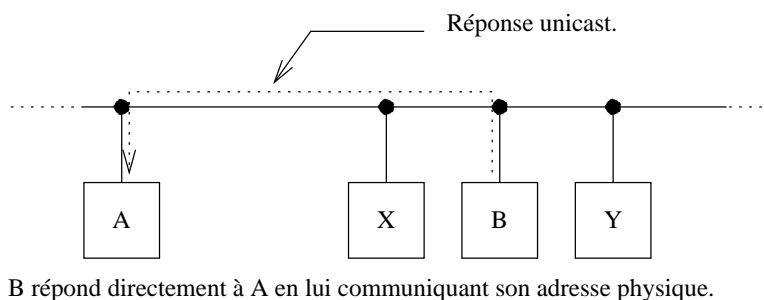 Réponse unicast.
A
X
B
Y
B répond directement à A en lui communiquant son adresse physique.